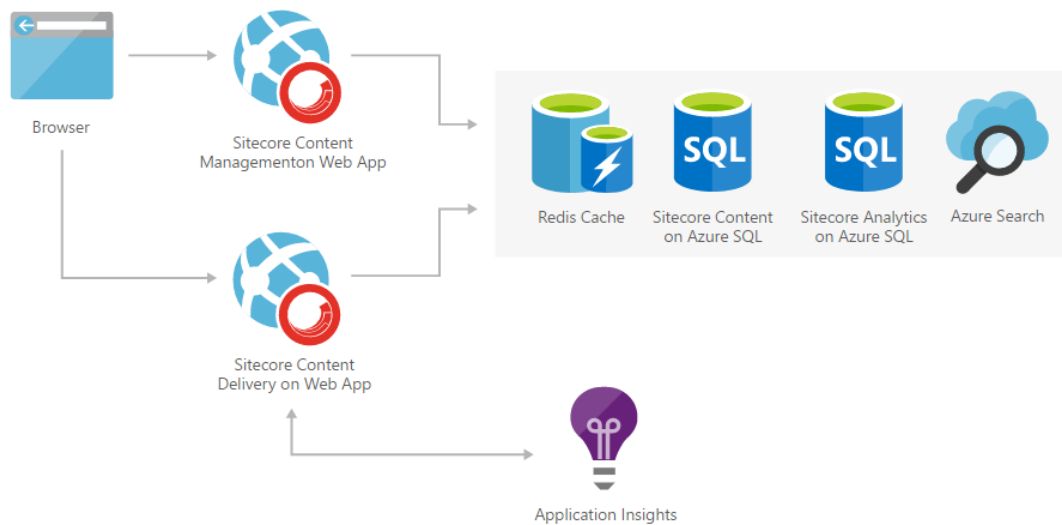 Browser
Sitecore Content
Managementon Web App
SQL
SQL
Redis Cache
Sitecore Content
on Azure SQL
Sitecore Analytics
on Azure SQL
Azure Search
Sitecore Content
Delivery on Web App
Application Insights